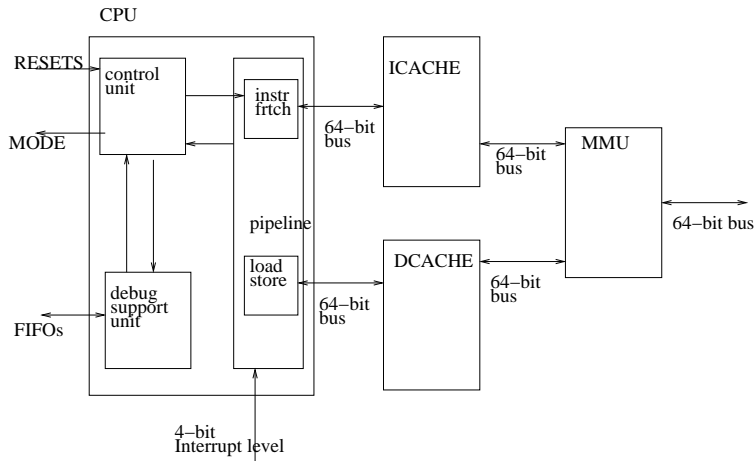 CPU
RESETS
control
unit
instr
frtch
ICACHE
64−bit
bus
MODE
64−bit
bus
MMU
64−bit bus
pipeline
load
store
DCACHE
64−bit
bus
64−bit
bus
debug
support
unit
FIFOs
4−bit
Interrupt level